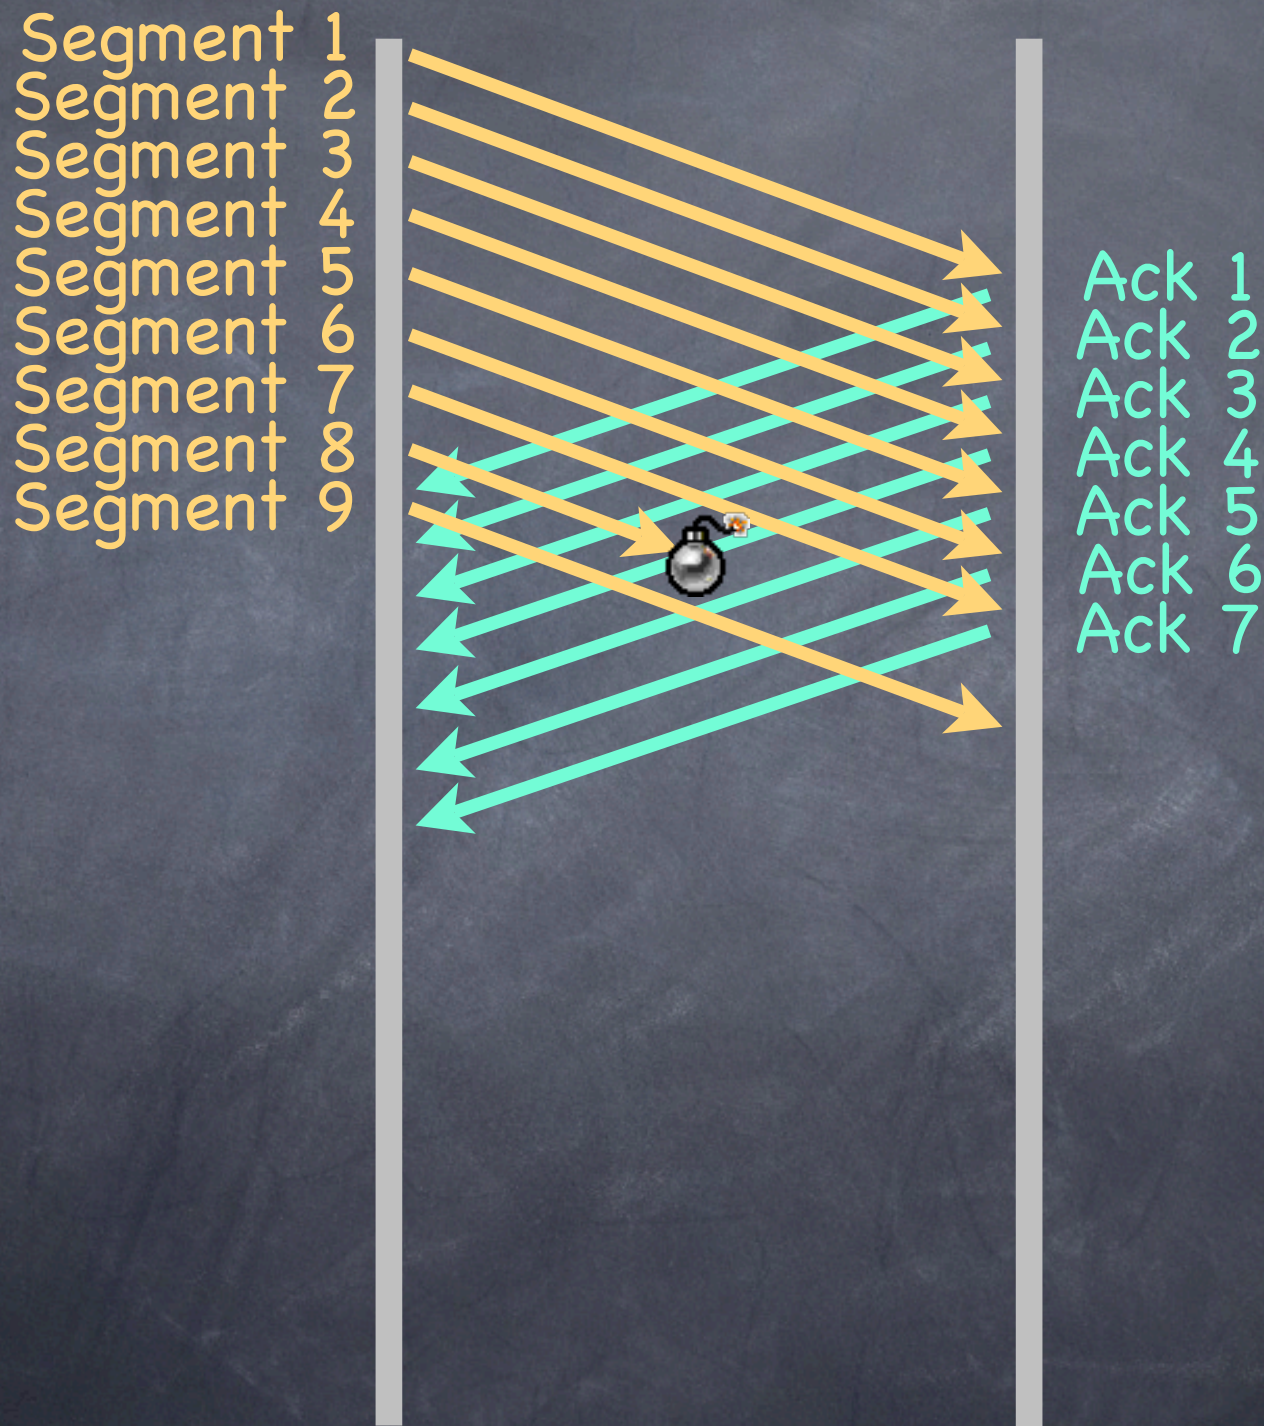 Segment 1
Segment 2
Segment 3
Segment 4
Segment 5
Segment 6
Segment 7
Segment 8
Segment 9
Ack 1
Ack 2
Ack 3
Ack 4
Ack 5
Ack 6
Ack 7